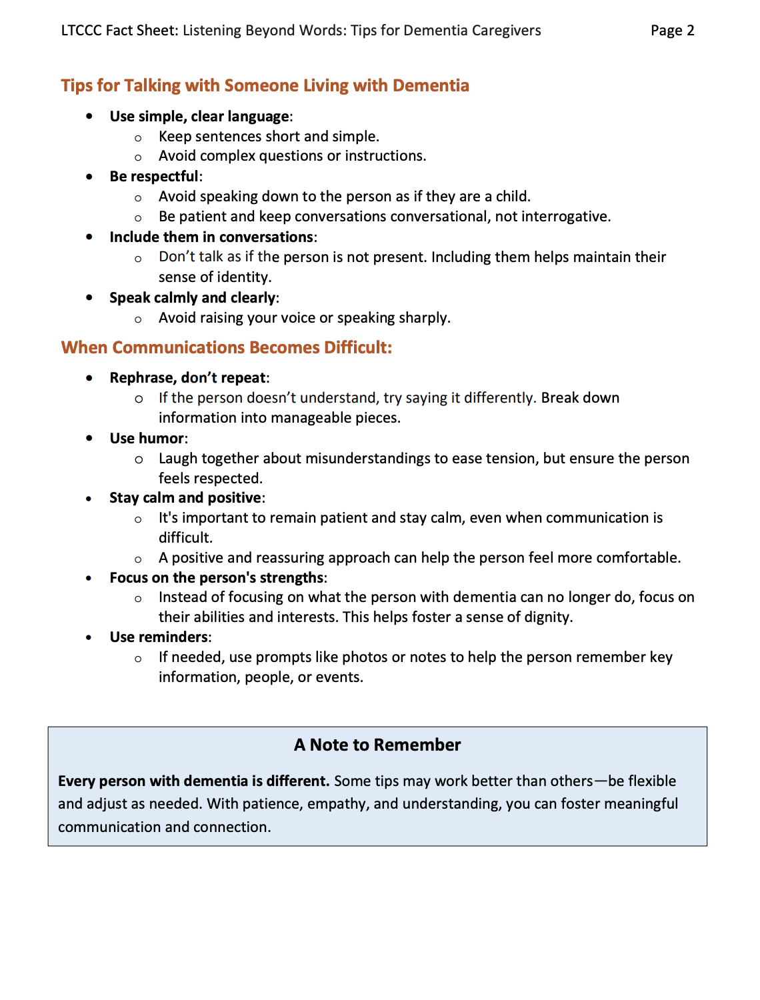 LTCCC Fact Sheet: Listening Beyond Words: Tips for Dementia Caregivers Page 2
Tips for Talking with Someone Living with Dementia
• Use simple, clear language:
o Keep sentences short and simple.
o Avoid complex questions or instructions.
• Be respectful:
o Avoid speaking down to the person as if they are a child.
o Be patient and keep conversations conversational, not interrogative.
• Include them in conversations:
o Don’t talk as if the person is not present. Including them helps maintain their
sense of identity.
• Speak calmly and clearly:
o Avoid raising your voice or speaking sharply.
When Communications Becomes Difficult:
• Rephrase, don’t repeat:
o If the person doesn’t understand, try saying it differently. Break down
information into manageable pieces.
• Use humor:
o Laugh together about misunderstandings to ease tension, but ensure the person
feels respected.
• Stay calm and positive:
o It's important to remain patient and stay calm, even when communication is
difficult.
o A positive and reassuring approach can help the person feel more comfortable.
• Focus on the person's strengths:
o Instead of focusing on what the person with dementia can no longer do, focus on
their abilities and interests. This helps foster a sense of dignity.
• Use reminders:
o If needed, use prompts like photos or notes to help the person remember key
information, people, or events.
A Note to Remember
Every person with dementia is different. Some tips may work better than others—be flexible
and adjust as needed. With patience, empathy, and understanding, you can foster meaningful
communication and connection.